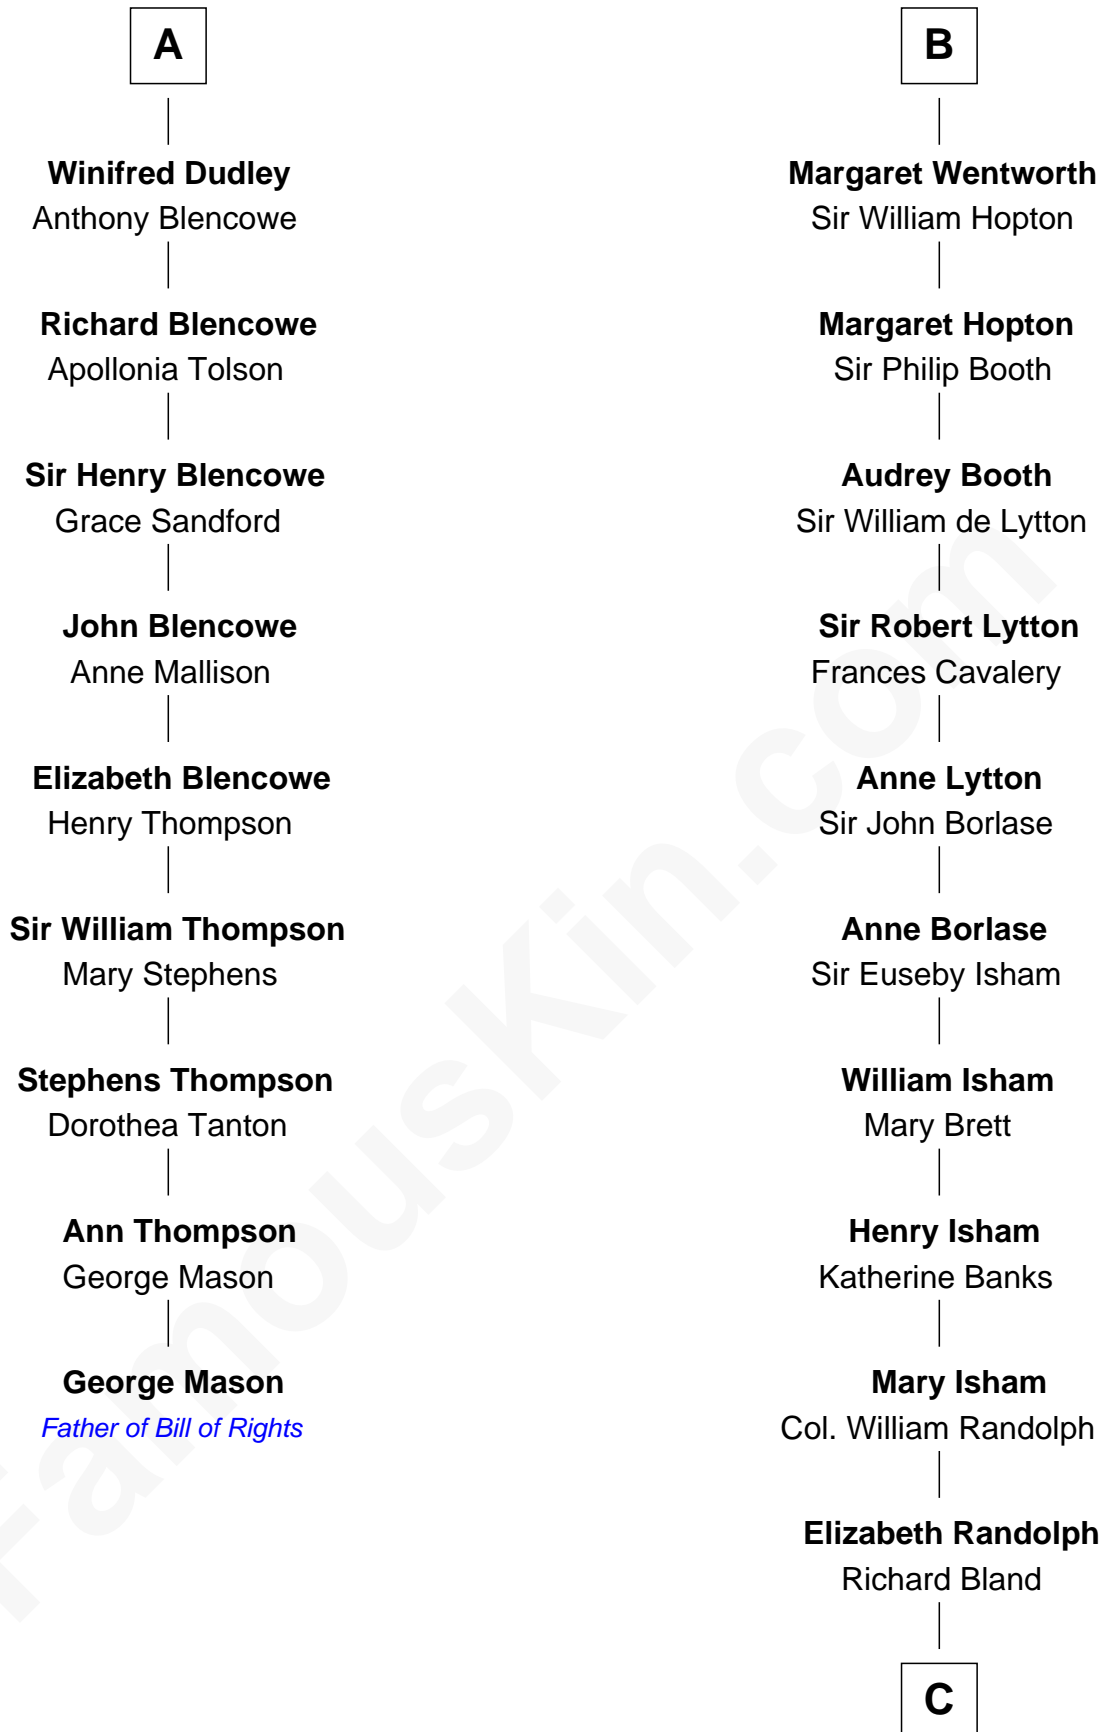 A
Winifred Dudley
Anthony Blencowe
Richard Blencowe
Apollonia Tolson
Sir Henry Blencowe
Grace Sandford
John Blencowe
Anne Mallison
Elizabeth Blencowe
Henry Thompson
Sir William Thompson
Mary Stephens
Stephens Thompson
Dorothea Tanton
Ann Thompson
George Mason
George Mason
Father of Bill of Rights
B
Margaret Wentworth
Sir William Hopton
Margaret Hopton
Sir Philip Booth
Audrey Booth
Sir William de Lytton
Sir Robert Lytton
Frances Cavalery
Anne Lytton
Sir John Borlase
Anne Borlase
Sir Euseby Isham
William Isham
Mary Brett
Henry Isham
Katherine Banks
Mary Isham
Col. William Randolph
Elizabeth Randolph
Richard Bland
C
FamousKin.com